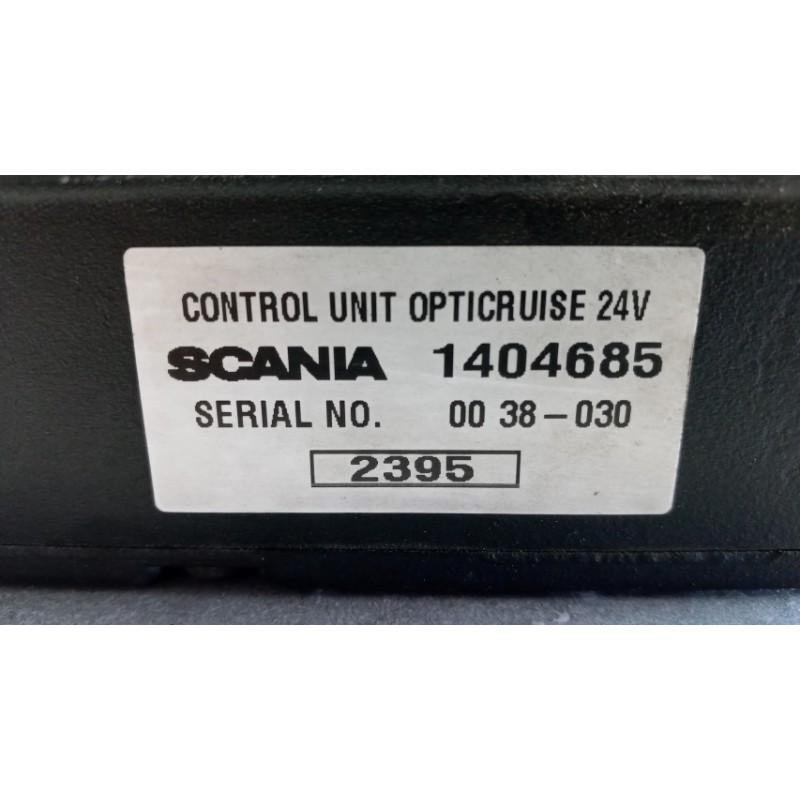 CONTROL UNIT OPTICRUISE 24V
SCANIA 1404685
SERIAL NO. 00 38-030
2395